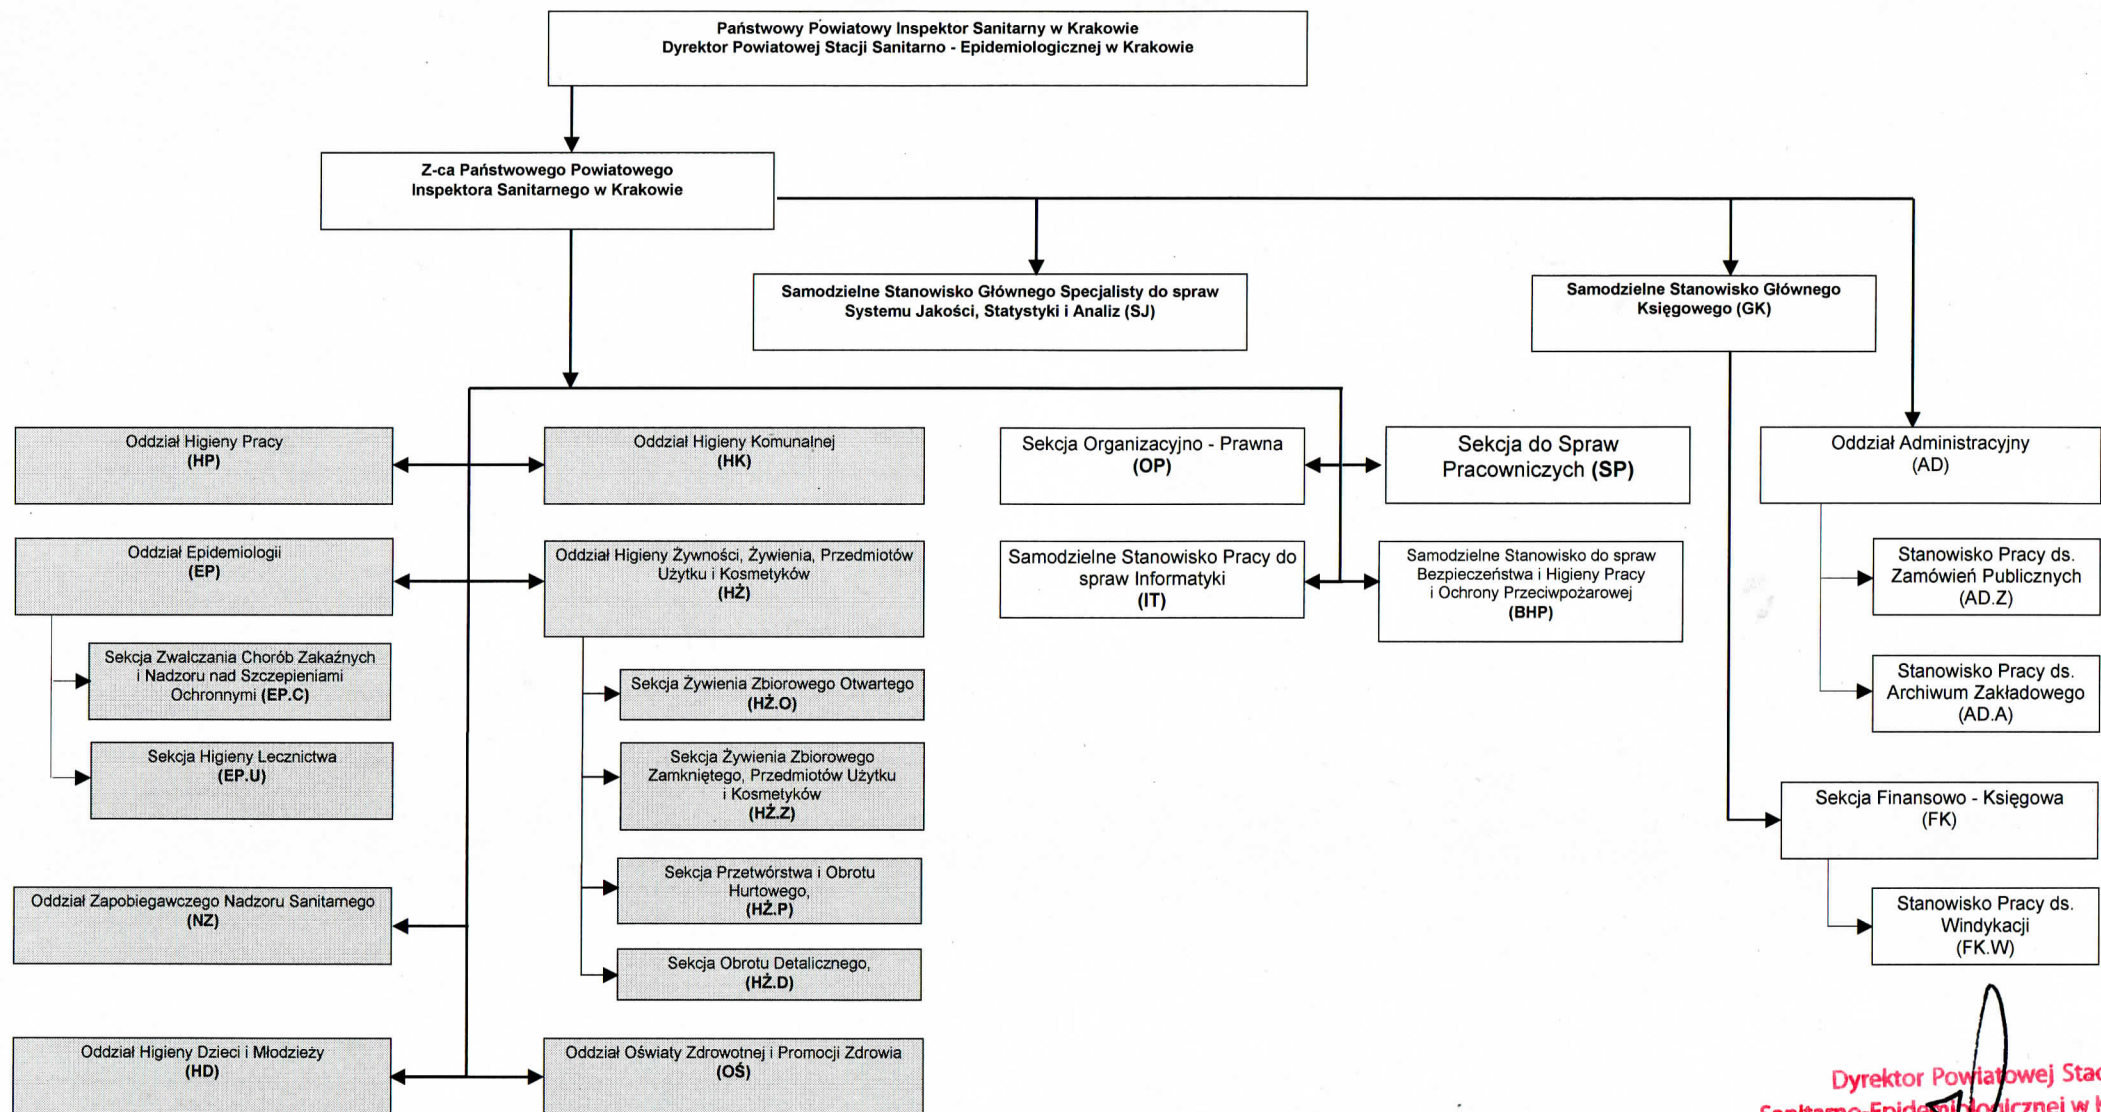 Państwowy Powiatowy Inspektor Sanitarny w Krakowie
Dyrektor Powiatowej Stacji Sanitarno - Epidemiologicznej w Krakowie
Z-ca Państwowego Powiatowego
Inspektora Sanitarnego w Krakowie
Samodzielne Stanowisko Głównego Specjalisty do spraw
Systemu Jakości, Statystyki i Analiz (SJ)
Samodzielne Stanowisko Głównego
Księgowego (GK)
Oddział Higieny Pracy
(HP)
Oddział Higieny Komunalnej
(HK)
Sekcja Organizacyjno - Prawna
(OP)
Sekcja do Spraw
Pracowniczych (SP)
Oddział Administracyjny
(AD)
Oddział Epidemiologii
(EP)
Oddział Higieny Żywności, Żywienia, Przedmiotów
Użytku i Kosmetyków
(HŻ)
Samodzielne Stanowisko Pracy do
spraw Informatyki
(IT)
Samodzielne Stanowisko do spraw
Bezpieczeństwa i Higieny Pracy
i Ochrony Przeciwpożarowej
(BHP)
Stanowisko Pracy ds.
Zamówień Publicznych
(AD.Z)
Sekcja Zwalczania Chorób Zakaźnych
i Nadzoru nad Szczepieniami
Ochronnymi (EP.C)
Sekcja Żywienia Zbiorowego Otwartego
(HŻ.O)
Stanowisko Pracy ds.
Archiwum Zakładowego
(AD.A)
Sekcja Higieny Lecznictwa
(EP.U)
Sekcja Żywienia Zbiorowego
Zamkniętego, Przedmiotów Użytku
i Kosmetyków
(HŻ.Z)
Sekcja Finansowo - Księgowa
(FK)
Sekcja Przetwórstwa i Obrotu
Hurtowego,
(HŻ.P)
Oddział Zapobiegawczego Nadzoru Sanitarnego
(NZ)
Stanowisko Pracy ds.
Windykacji
(FK.W)
Sekcja Obrotu Detalicznego,
(HŻ.D)
Oddział Higieny Dzieci i Młodzieży
(HD)
Oddział Oświaty Zdrowotnej i Promocji Zdrowia
(OŚ)
Dyrektor Powiatowej Stac
Sanitarno-Epidemiologicznej w K